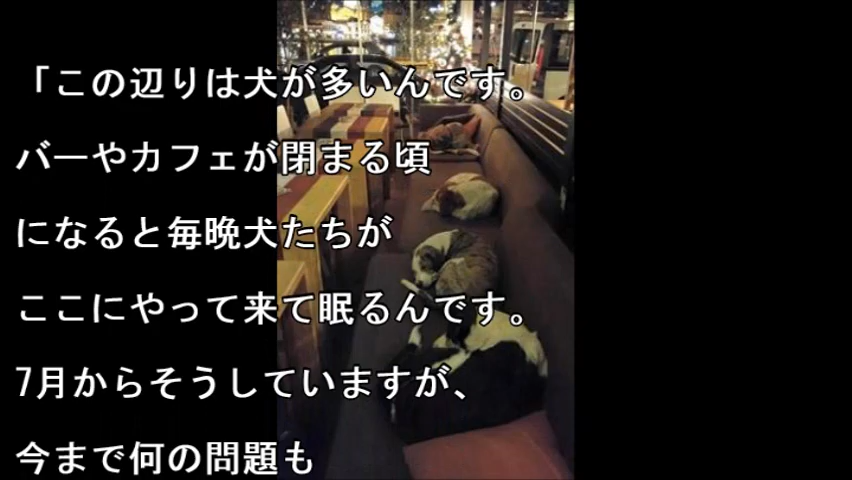 「この辺りは犬が多いんです。
バーやカフェが閉まる頃
になると毎晩犬たちが
ここにやって来て眠るんです。
7月からそうしていますが、
今まで何の問題も